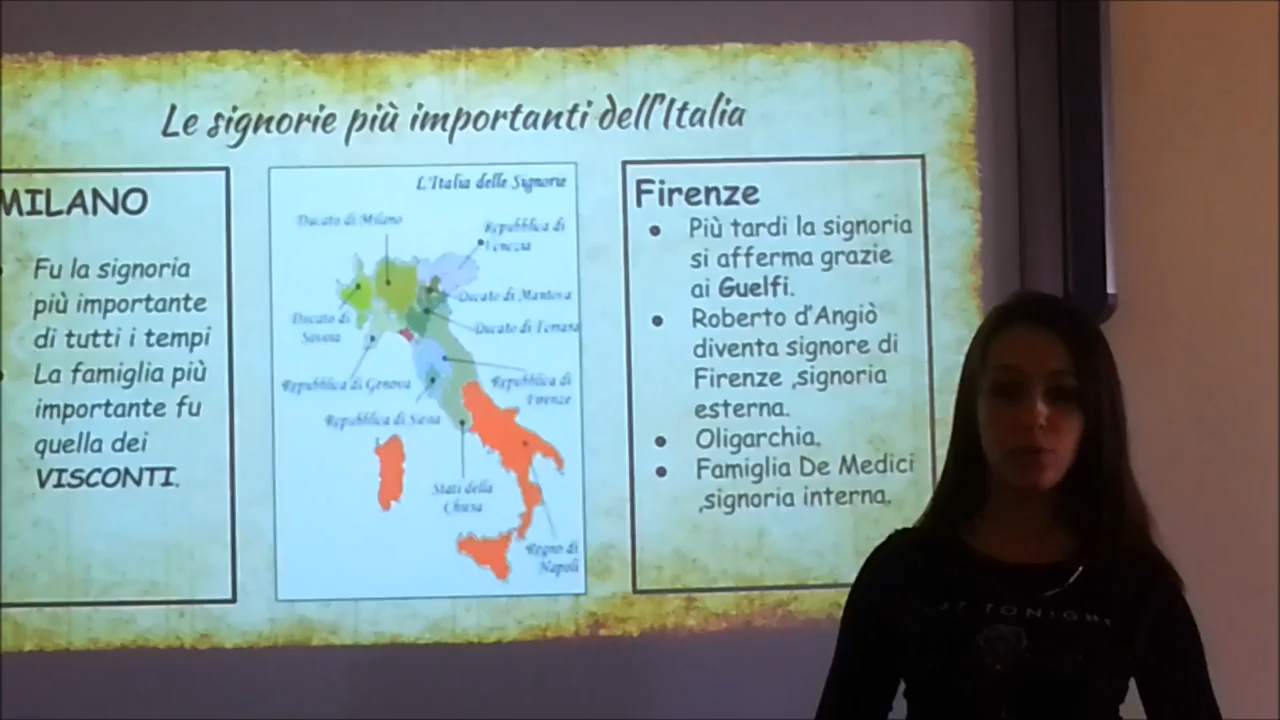 Le signorie più importanti dell'Italia
MILANO
Fu la signoria
più importante
di tutti i tempi
La famiglia più
importante fu
quella dei
VISCONTI.
L'Italia delle Signorie
Ducato di Milano
Repubblica di
Venezia
Ducato di Mantova
Ducato di
Savoia
Ducato di Ferrara
Repubblica di Genova
Repubblica di
Firenze
Repubblica di Siena
Stati della
Chiesa
Regno di
Napoli
Firenze
Più tardi la signoria
si afferma grazie
ai Guelfi.
Roberto d'Angiò
diventa signore di
Firenze ,signoria
esterna.
Oligarchia.
Famiglia De Medici
,signoria interna.
TONIGHT